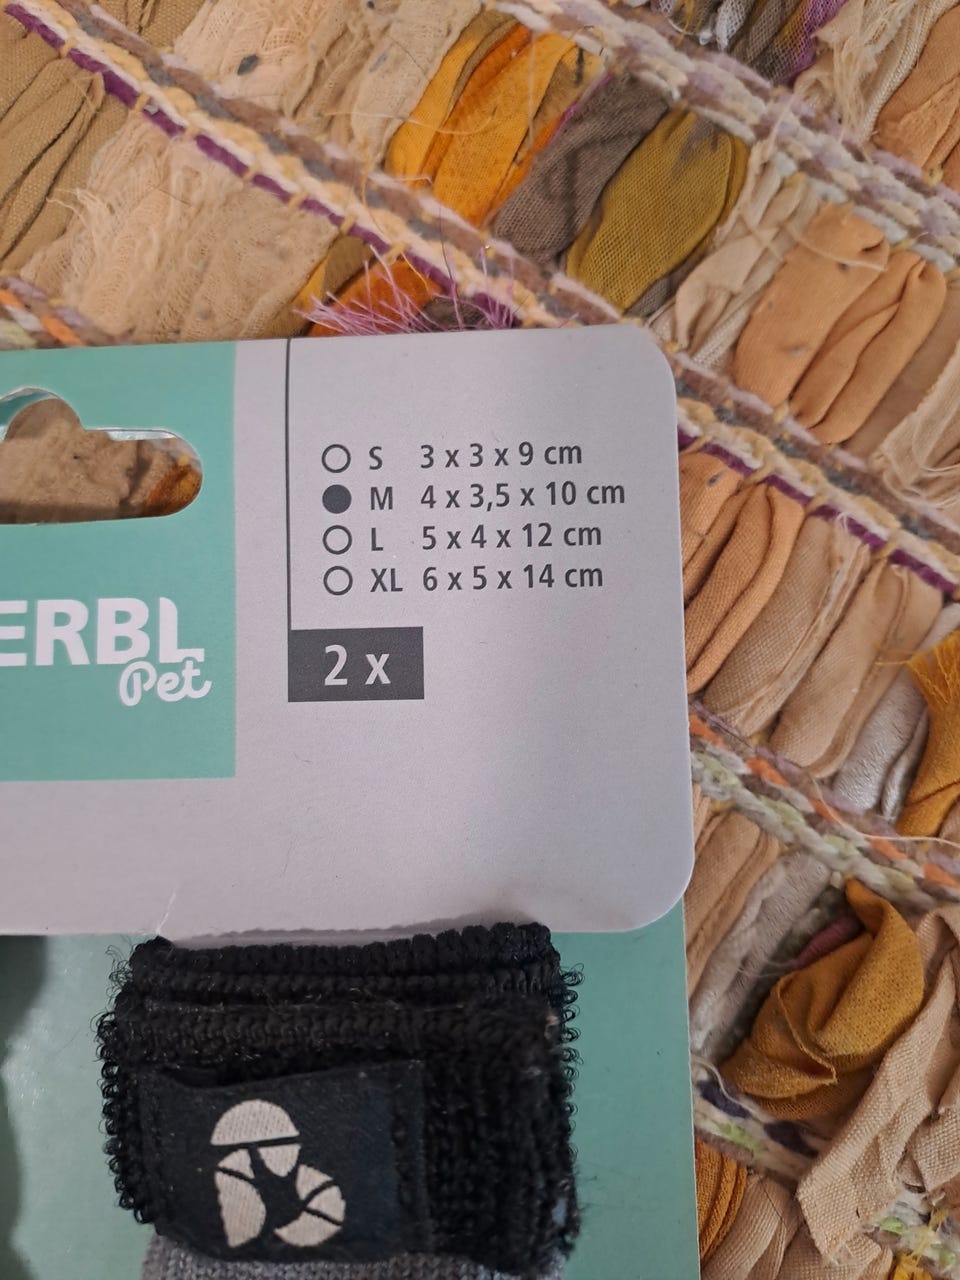 S 3 x 3 x 9 cm
M 4 x 3,5 x 10 cm
L 5 x 4 x 12 cm
XL 6 x 5 x 14 cm
ERBL
Pet
2 x